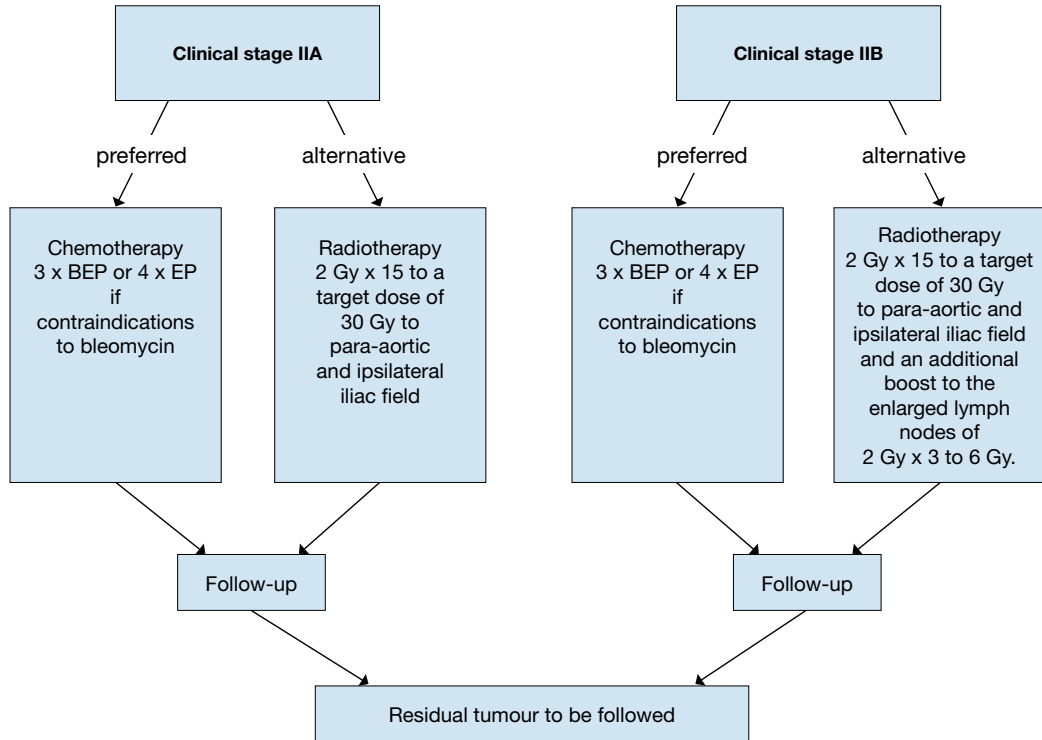 Clinical stage IIA
Clinical stage IIB
preferred
alternative
preferred
alternative
Chemotherapy
3 x BEP or 4 x EP
if
contraindications
to bleomycin
Radiotherapy
2 Gy x 15 to a
target dose of
30 Gy to
para-aortic
and ipsilateral
iliac field
Chemotherapy
3 x BEP or 4 x EP
if
contraindications
to bleomycin
Radiotherapy
2 Gy x 15 to a target
dose of 30 Gy
to para-aortic and
ipsilateral iliac field
and an additional
boost to the
enlarged lymph
nodes of
2 Gy x 3 to 6 Gy.
Follow-up
Follow-up
Residual tumour to be followed